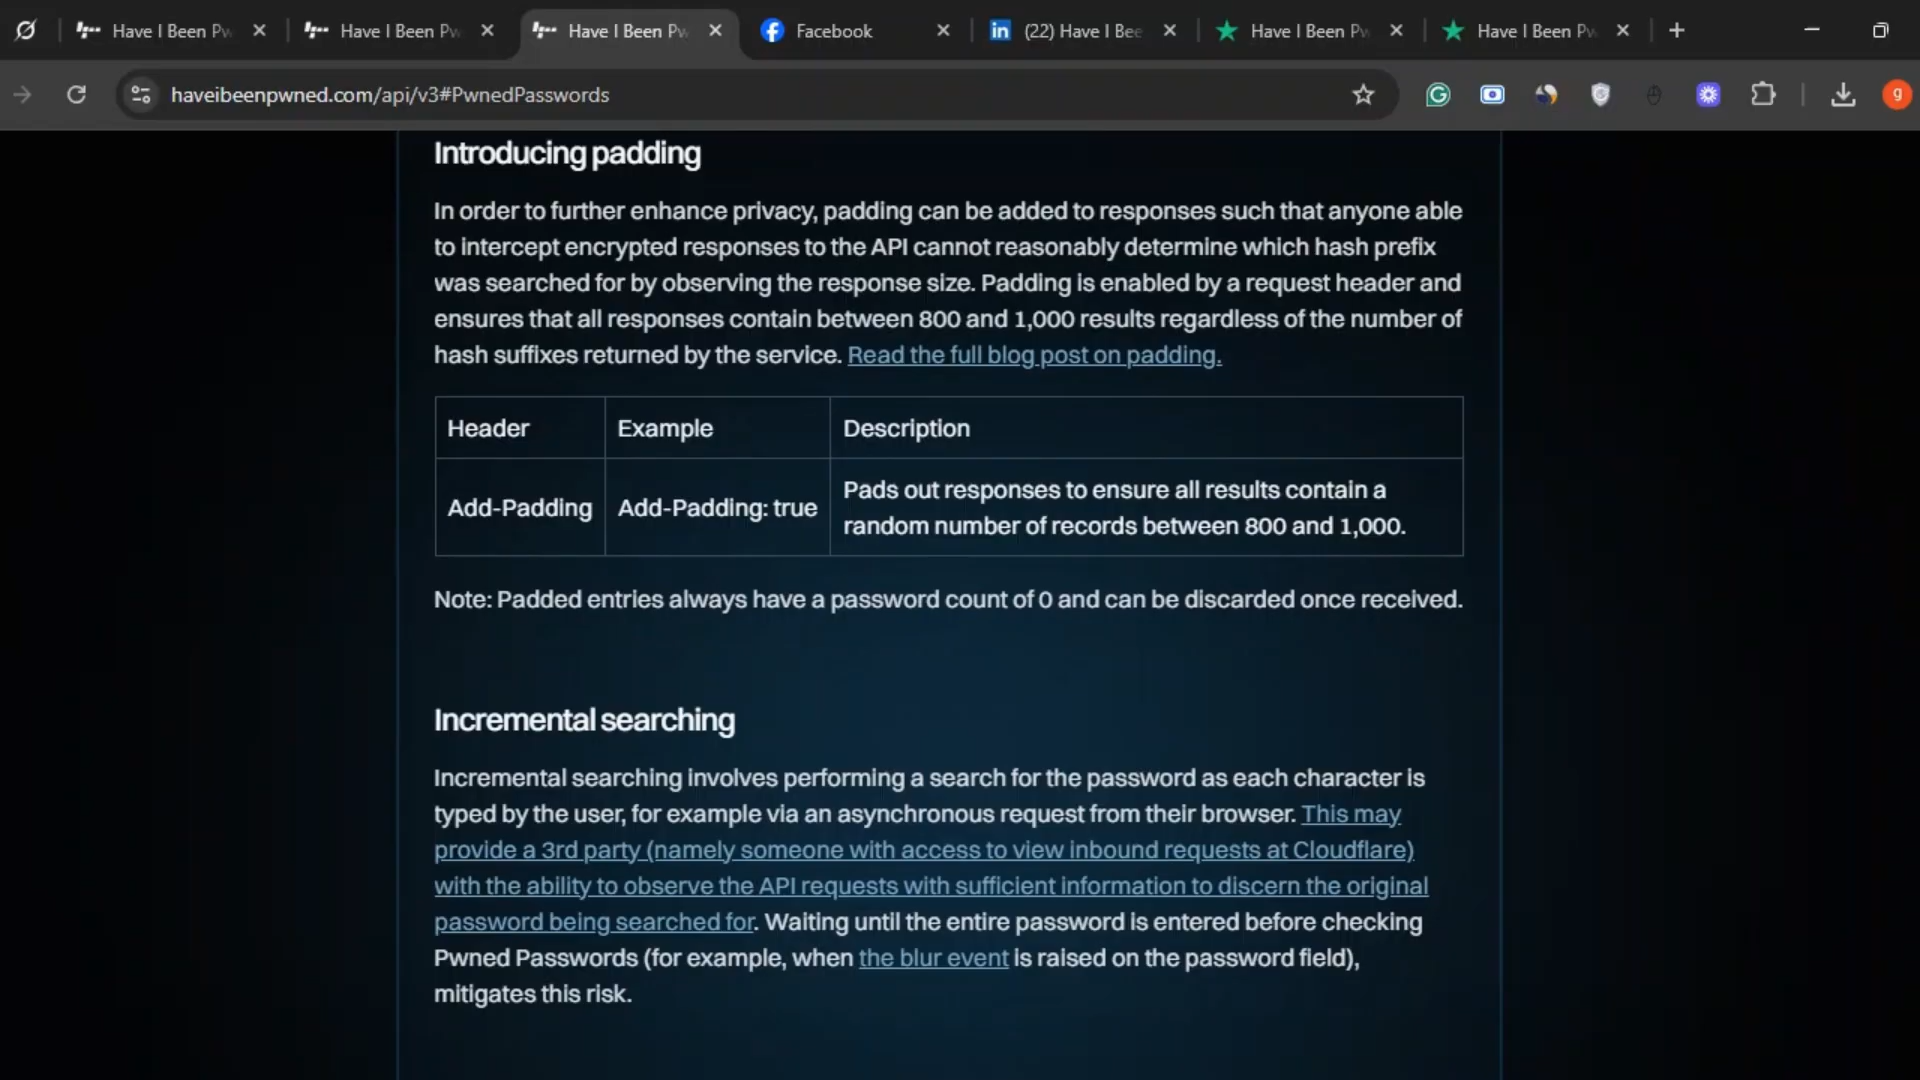 Have I Been Pw
Have I Been Pw
Have I Been Pw
Facebook
in (22) Have I Bee
Have I Been Pw
Have I Been Pw
haveibeenpwned.com/api/v3#PwnedPasswords
g
Introducing padding
In order to further enhance privacy, padding can be added to responses such that anyone able
to intercept encrypted responses to the API cannot reasonably determine which hash prefix
was searched for by observing the response size. Padding is enabled by a request header and
ensures that all responses contain between 800 and 1,000 results regardless of the number of
hash suffixes returned by the service. Read the full blog post on padding.
Header Example Description
Add-Padding Add-Padding: true Pads out responses to ensure all results contain a
random number of records between 800 and 1,000.
Note: Padded entries always have a password count of 0 and can be discarded once received.
Incremental searching
Incremental searching involves performing a search for the password as each character is
typed by the user, for example via an asynchronous request from their browser. This may
provide a 3rd party (namely someone with access to view inbound requests at Cloudflare)
with the ability to observe the API requests with sufficient information to discern the original
password being searched for. Waiting until the entire password is entered before checking
Pwned Passwords (for example, when the blur event is raised on the password field),
mitigates this risk.